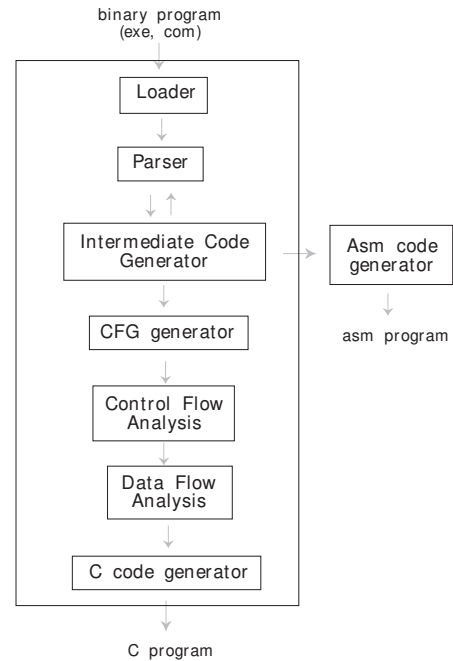 binary program
(exe, com)
Loader
Parser
Intermediate Code
Generator
Asm code
generator
CFG generator
asm program
Control Flow
Analysis
Data Flow
Analysis
C code generator
C program